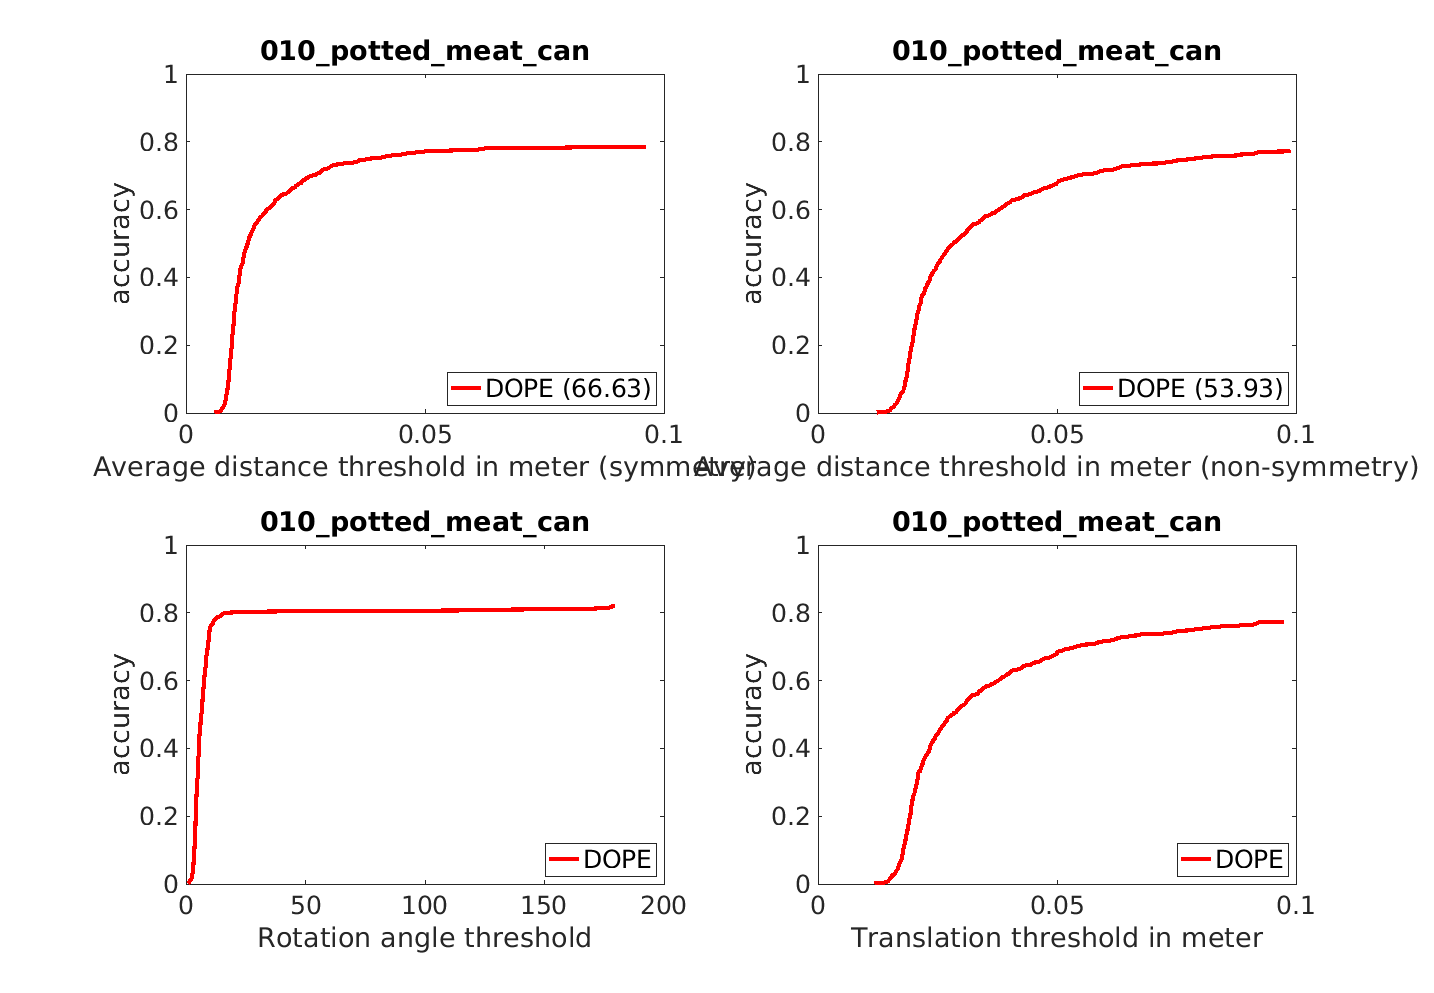 010_potted_meat_can
accuracy
1
0.8
0.6
0.4
0.2
0
0 0.05 0.1
DOPE (66.63)
Average distance threshold in meter (symmetry)
010_potted_meat_can
accuracy
1
0.8
0.6
0.4
0.2
0
0 0.05 0.1
DOPE (53.93)
Average distance threshold in meter (non-symmetry)
010_potted_meat_can
accuracy
1
0.8
0.6
0.4
0.2
0
0 50 100 150 200
DOPE
Rotation angle threshold
010_potted_meat_can
accuracy
1
0.8
0.6
0.4
0.2
0
0 0.05 0.1
DOPE
Translation threshold in meter